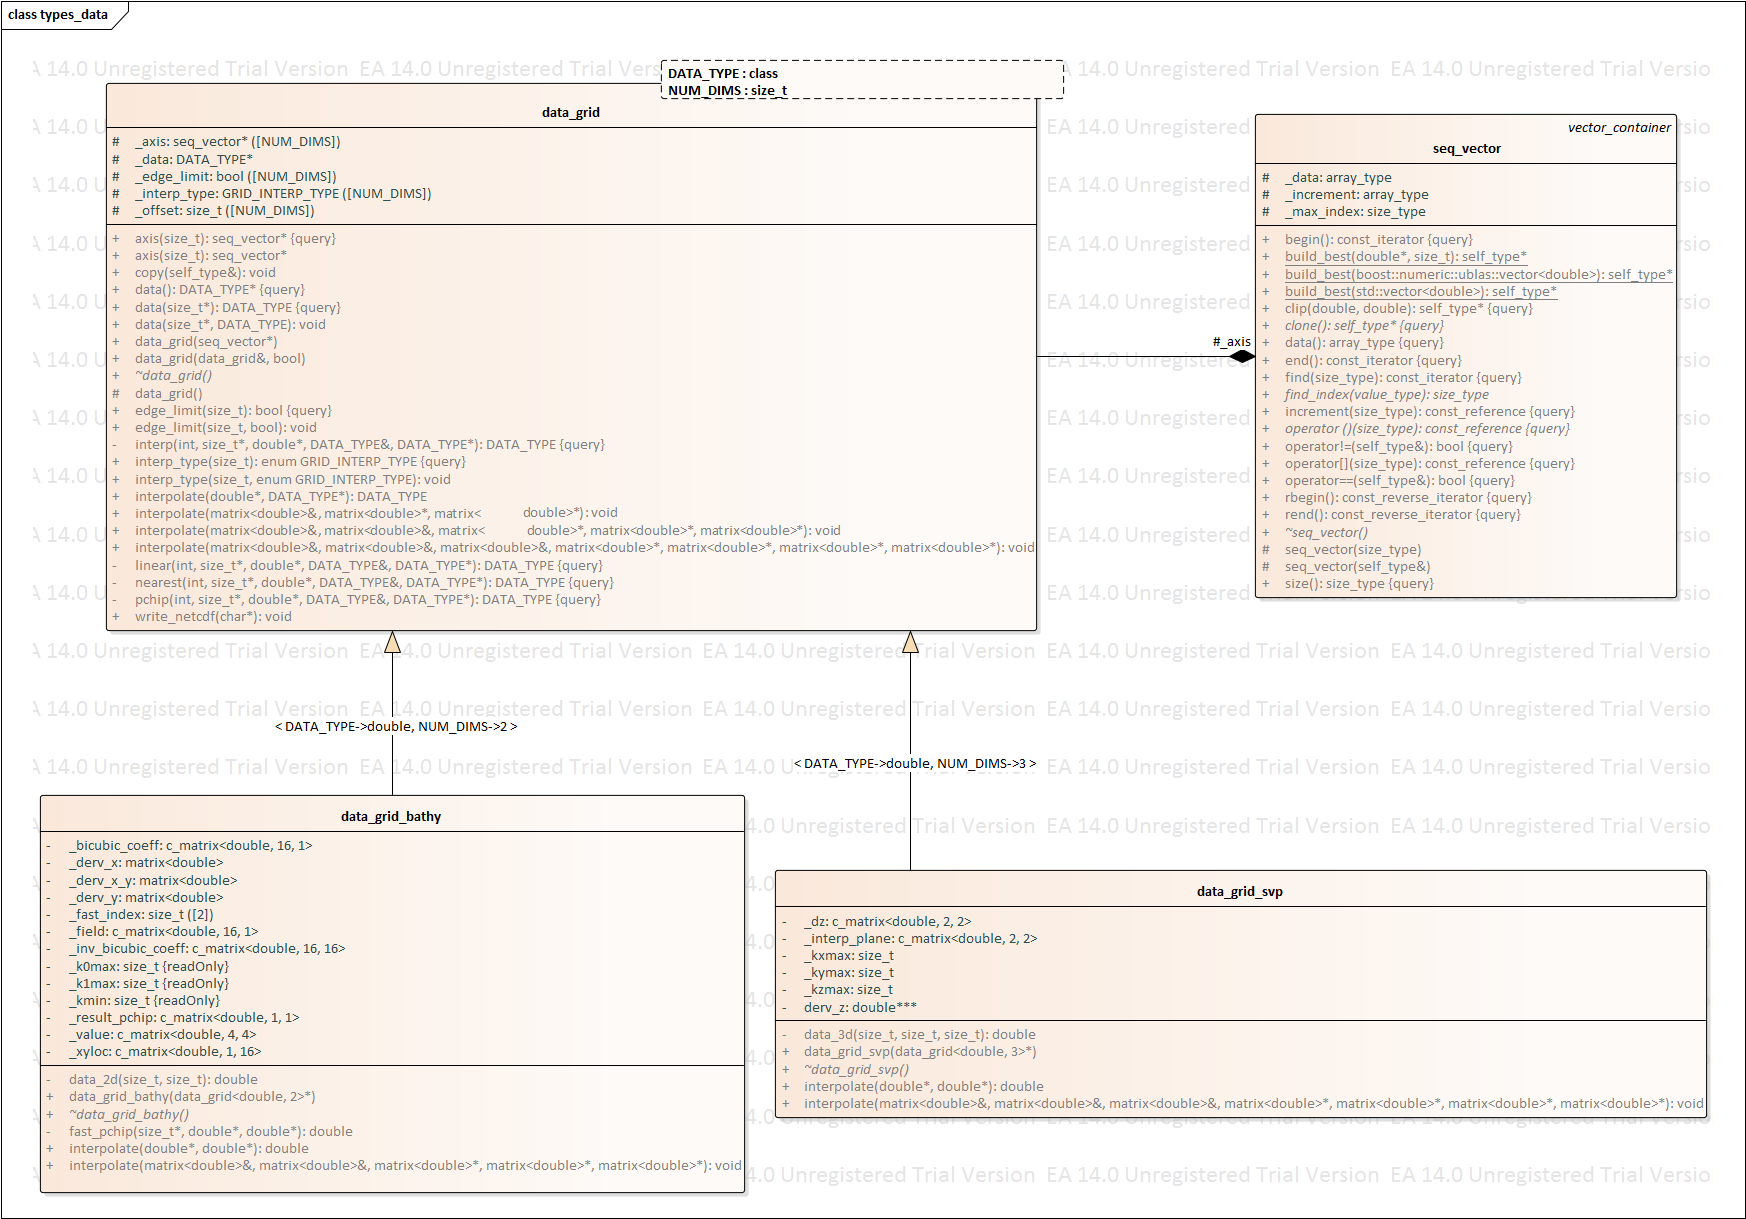 class types_data
DATA_TYPE : class
NUM_DIMS : size_t
data_grid
# _axis: seq_vector* ([NUM_DIMS])
# _data: DATA_TYPE*
# _edge_limit: bool ([NUM_DIMS])
# _interp_type: GRID_INTERP_TYPE ([NUM_DIMS])
# _offset: size_t ([NUM_DIMS])
+ axis(size_t): seq_vector* {query}
+ axis(size_t): seq_vector*
+ copy(self_type&): void
+ data(): DATA_TYPE* {query}
+ data(size_t*): DATA_TYPE {query}
+ data(size_t*, DATA_TYPE): void
+ data_grid(seq_vector*)
+ data_grid(data_grid&, bool)
+ ~data_grid()
# data_grid()
+ edge_limit(size_t): bool {query}
+ edge_limit(size_t, bool): void
- interp(int, size_t*, double*, DATA_TYPE&, DATA_TYPE*): DATA_TYPE {query}
+ interp_type(size_t): enum GRID_INTERP_TYPE {query}
+ interp_type(size_t, enum GRID_INTERP_TYPE): void
+ interpolate(double*, DATA_TYPE*): DATA_TYPE
+ interpolate(matrix<double>&, matrix<double>*, matrix< double>*): void
+ interpolate(matrix<double>&, matrix<double>&, matrix< double>*, matrix<double>*, matrix<double>*): void
+ interpolate(matrix<double>&, matrix<double>&, matrix<double>&, matrix<double>*, matrix<double>*, matrix<double>*, matrix<double>*): void
- linear(int, size_t*, double*, DATA_TYPE&, DATA_TYPE*): DATA_TYPE {query}
- nearest(int, size_t*, double*, DATA_TYPE&, DATA_TYPE*): DATA_TYPE {query}
- pchip(int, size_t*, double*, DATA_TYPE&, DATA_TYPE*): DATA_TYPE {query}
+ write_netcdf(char*): void
#_axis
vector_container
seq_vector
# _data: array_type
# _increment: array_type
# _max_index: size_type
+ begin(): const_iterator {query}
+ build_best(double*, size_t): self_type*
+ build_best(boost::numeric::ublas::vector<double>): self_type*
+ build_best(std::vector<double>): self_type*
+ clip(double, double): self_type* {query}
+ clone(): self_type* {query}
+ data(): array_type {query}
+ end(): const_iterator {query}
+ find(size_type): const_iterator {query}
+ find_index(value_type): size_type
+ increment(size_type): const_reference {query}
+ operator ()(size_type): const_reference {query}
+ operator!=(self_type&): bool {query}
+ operator[](size_type): const_reference {query}
+ operator==(self_type&): bool {query}
+ rbegin(): const_reverse_iterator {query}
+ rend(): const_reverse_iterator {query}
+ ~seq_vector()
# seq_vector(size_type)
# seq_vector(self_type&)
+ size(): size_type {query}
< DATA_TYPE->double, NUM_DIMS->2 >
< DATA_TYPE->double, NUM_DIMS->3 >
data_grid_bathy
- _bicubic_coeff: c_matrix<double, 16, 1>
- _derv_x: matrix<double>
- _derv_x_y: matrix<double>
- _derv_y: matrix<double>
- _fast_index: size_t ([2])
- _field: c_matrix<double, 16, 1>
- _inv_bicubic_coeff: c_matrix<double, 16, 16>
- _k0max: size_t {readOnly}
- _k1max: size_t {readOnly}
- _kmin: size_t {readOnly}
- _result_pchip: c_matrix<double, 1, 1>
- _value: c_matrix<double, 4, 4>
- _xyloc: c_matrix<double, 1, 16>
- data_2d(size_t, size_t): double
+ data_grid_bathy(data_grid<double, 2>*)
+ ~data_grid_bathy()
- fast_pchip(size_t*, double*, double*): double
+ interpolate(double*, double*): double
+ interpolate(matrix<double>&, matrix<double>&, matrix<double>*, matrix<double>*, matrix<double>*): void
data_grid_svp
- _dz: c_matrix<double, 2, 2>
- _interp_plane: c_matrix<double, 2, 2>
- _kxmax: size_t
- _kymax: size_t
- _kzmax: size_t
- derv_z: double***
- data_3d(size_t, size_t, size_t): double
+ data_grid_svp(data_grid<double, 3>*)
+ ~data_grid_svp()
+ interpolate(double*, double*): double
+ interpolate(matrix<double>&, matrix<double>&, matrix<double>&, matrix<double>*, matrix<double>*, matrix<double>*, matrix<double>*): void
EA 14.0 Unregistered Trial Version